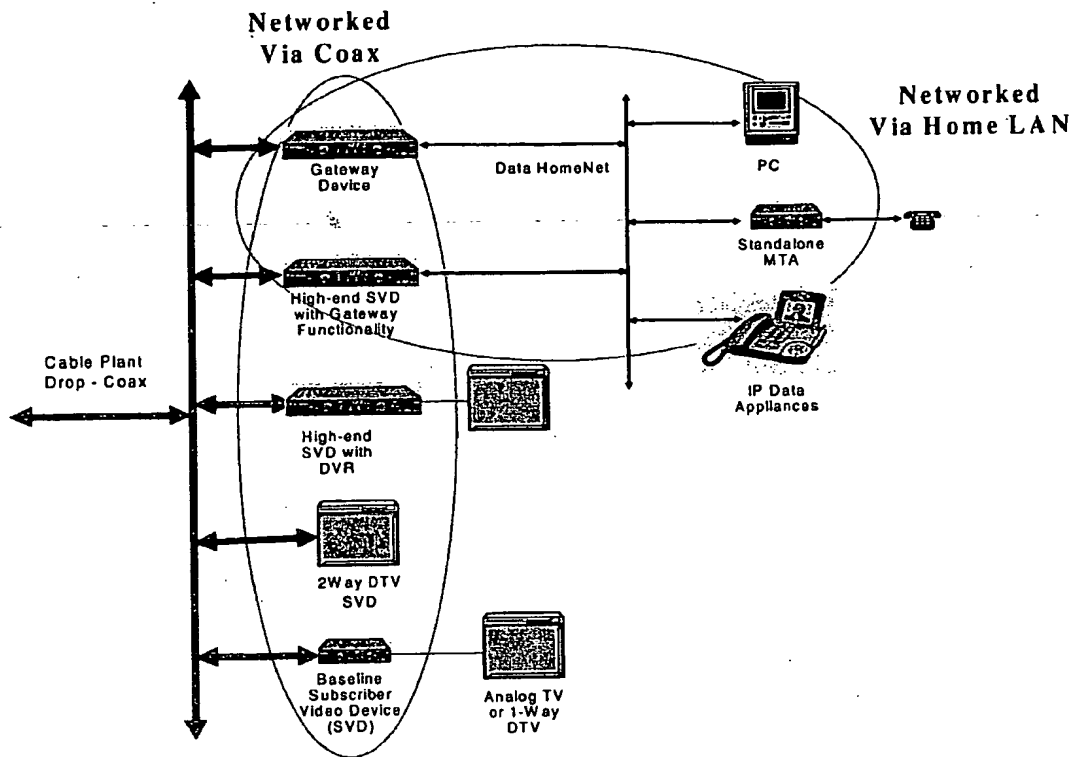 Networked
Via Coax
Networked
Via Home LAN
Gateway
Device
Data HomeNet
PC
Standalone
MTA
High-end SVD
with Gateway
Functionality
Cable Plant
Drop - Coax
IP Data
Appliances
High-end
SVD with
DVR
2Way DTV
SVD
Baseline
Subscriber
Video Device
(SVD)
Analog TV
or 1-Way
DTV